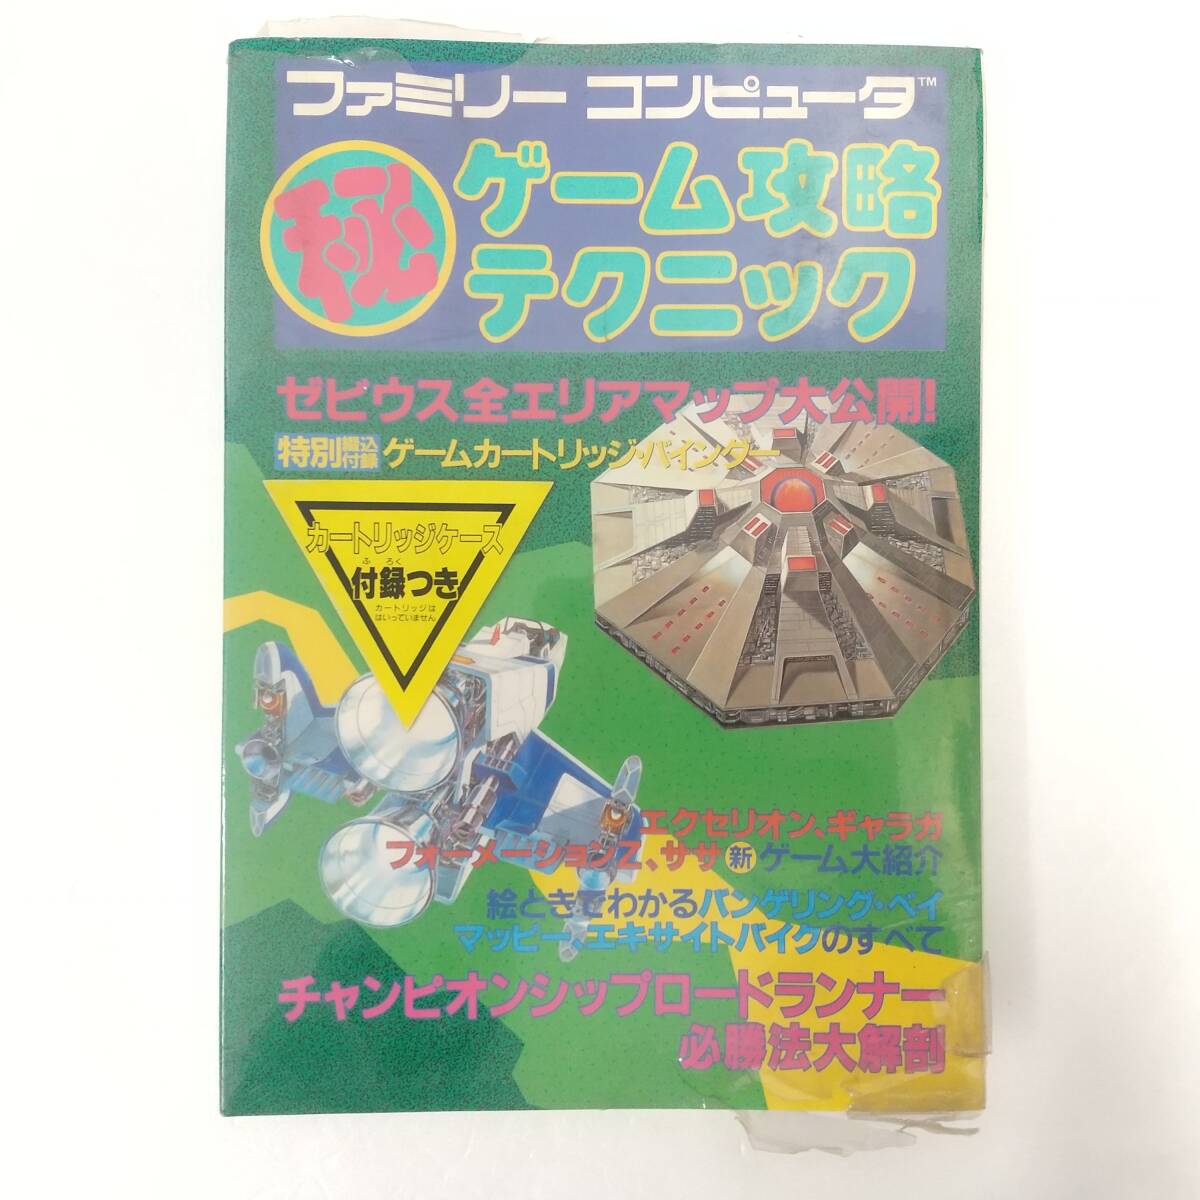 ファミリー コンピュータ™
秘
ゲーム攻略
テクニック
ゼビウス全エリアマップ大公開!
特別綴込付録 ゲームカートリッジ・バインダー
カートリッジケース
ふろく
付録つき
カートリッジは
はいっていません
エクセリオン、ギャラガ
フォーメーションZ、ササ新ゲーム大紹介
絵ときでわかるバンゲリング・ベイ
マッピー、エキサイトバイクのすべて
チャンピオンシップロードランナー
必勝法大解剖